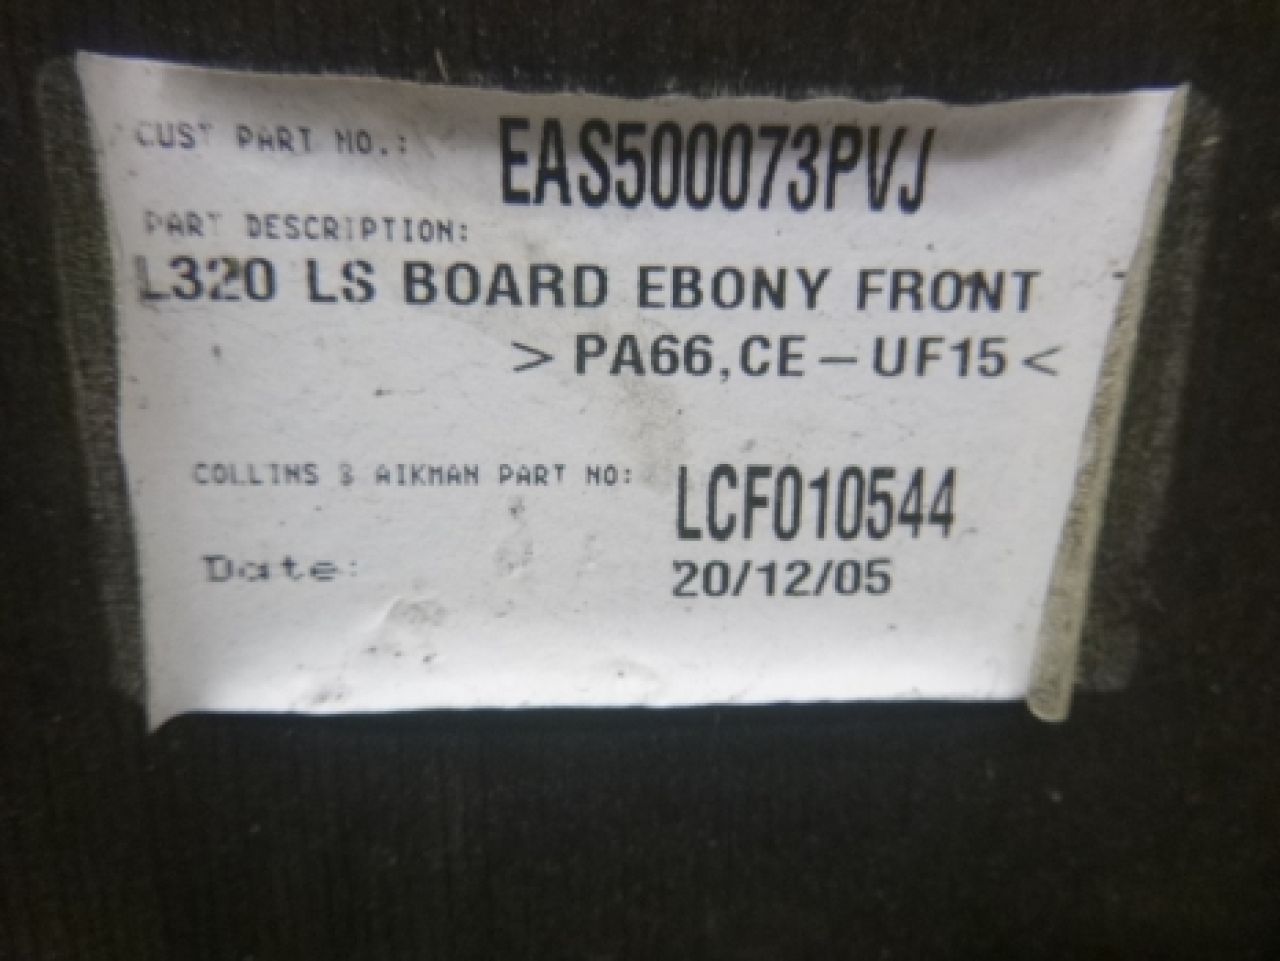 CUST PART NO.: EAS500073PVJ
PART DESCRIPTION:
L320 LS BOARD EBONY FRONT
>PA66,CE-UF15<
COLLINS & AIKMAN PART NO: LCF010544
Date: 20/12/05